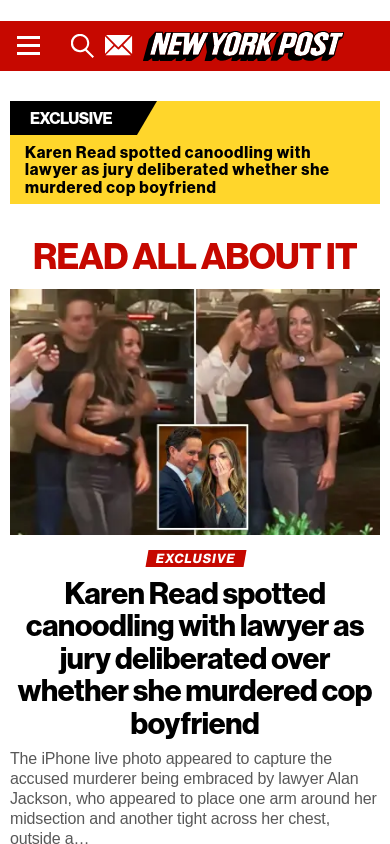 NEW YORK POST
EXCLUSIVE
Karen Read spotted canoodling with
lawyer as jury deliberated whether she
murdered cop boyfriend
READ ALL ABOUT IT
EXCLUSIVE
Karen Read spotted
canoodling with lawyer as
jury deliberated over
whether she murdered cop
boyfriend
The iPhone live photo appeared to capture the
accused murderer being embraced by lawyer Alan
Jackson, who appeared to place one arm around her
midsection and another tight across her chest,
outside a…